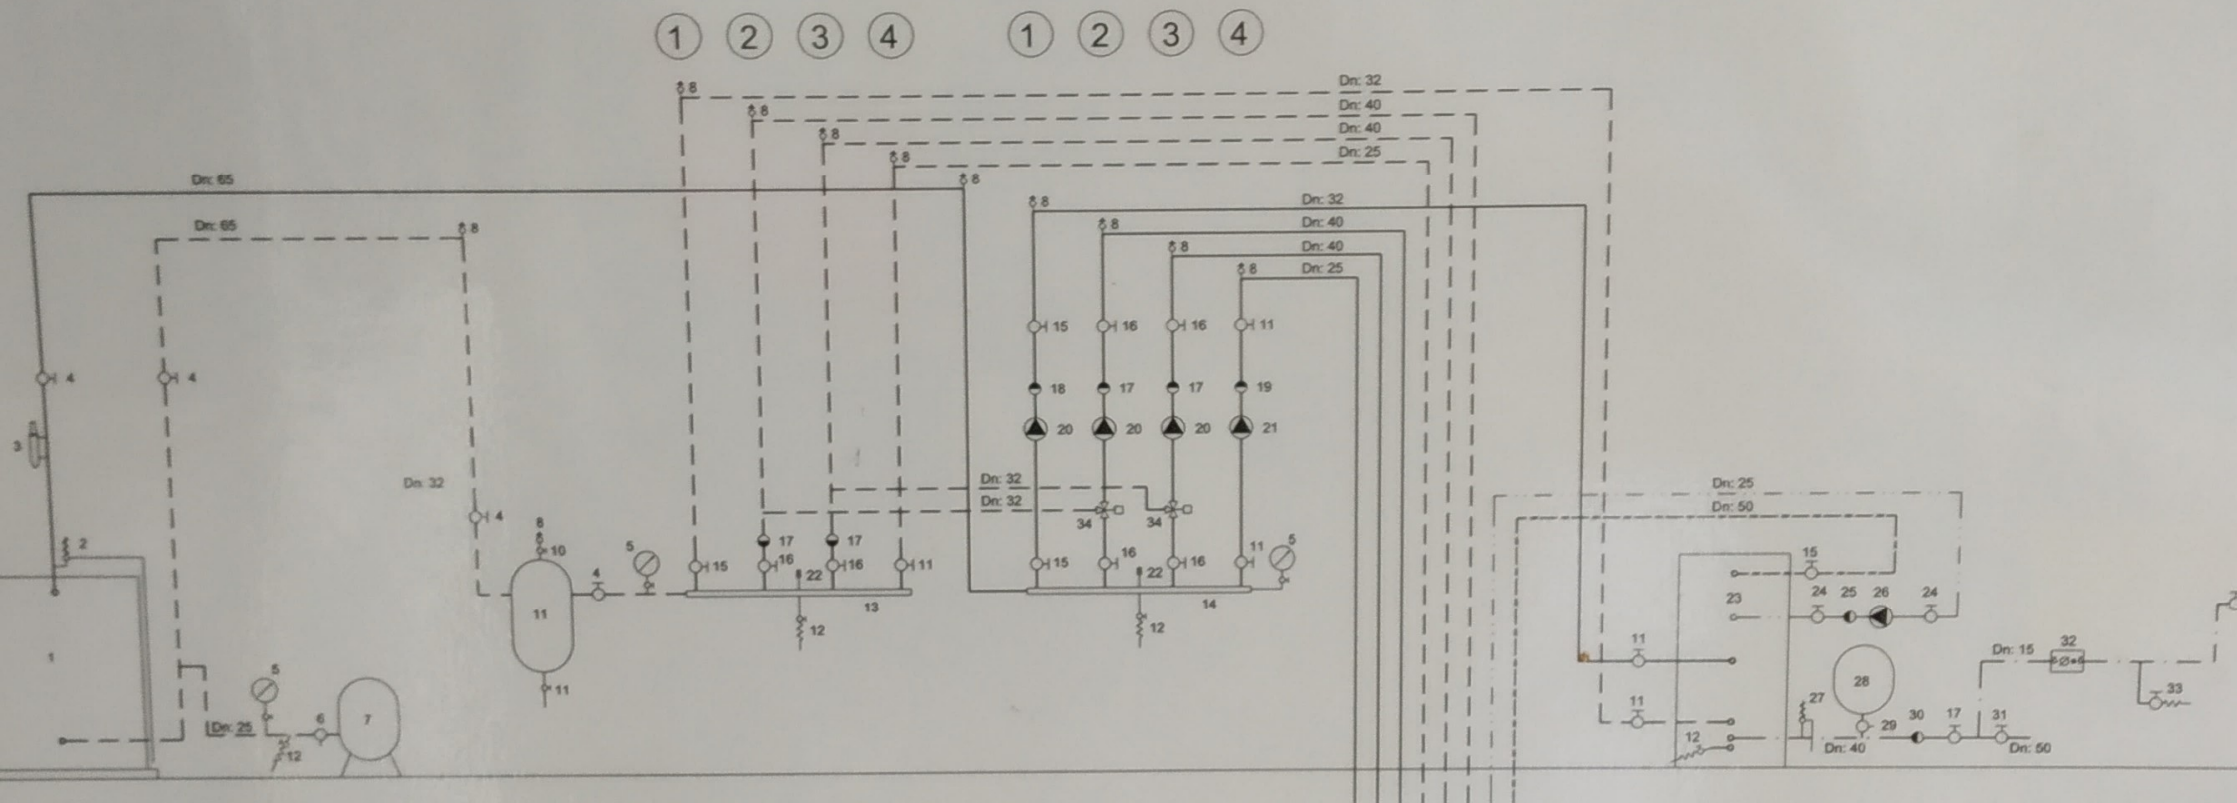 1 2 3 4 1 2 3 4
8 Dn: 32
8 Dn: 40
8 Dn: 40
8 Dn: 25
Dn: 65 8
8 Dn: 32
Dn: 65 8 8 Dn: 40
8 Dn: 40
8 Dn: 25
15 16 16 11
4 4
18 17 17 19
20 20 20 21
3
Dn: 32
Dn: 32 Dn: 25
Dn: 32 Dn: 50
4 34 34
8
2 10 5 17 17 16 11 5 15
4 15 16 22 16 11 15 22 16
11 13 14 23 24 25 26 24
12 12
1 11 Dn: 15 32
5 11 28 33
7 11 27
6 29 30 17 31
Dn: 25 12 12 Dn: 40 Dn: 50